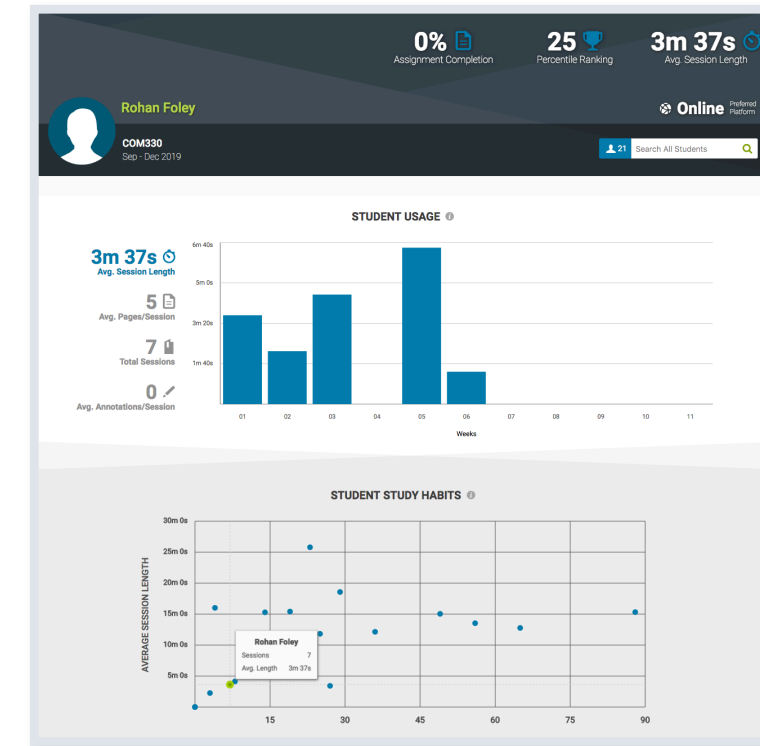 0%
Assignment Completion
25
Percentile Ranking
3m 37s
Avg. Session Length
Rohan Foley
Online Preferred Platform
COM330
Sep - Dec 2019
21 Search All Students
STUDENT USAGE
3m 37s
Avg. Session Length
5
Avg. Pages/Session
7
Total Sessions
0
Avg. Annotations/Session
6m 40s
5m 0s
3m 20s
1m 40s
01 02 03 04 05 06 07 08 09 10 11
Weeks
STUDENT STUDY HABITS
AVERAGE SESSION LENGTH
30m 0s
25m 0s
20m 0s
15m 0s
10m 0s
5m 0s
Rohan Foley
Sessions 7
Avg. Length 3m 37s
15 30 45 60 75 90